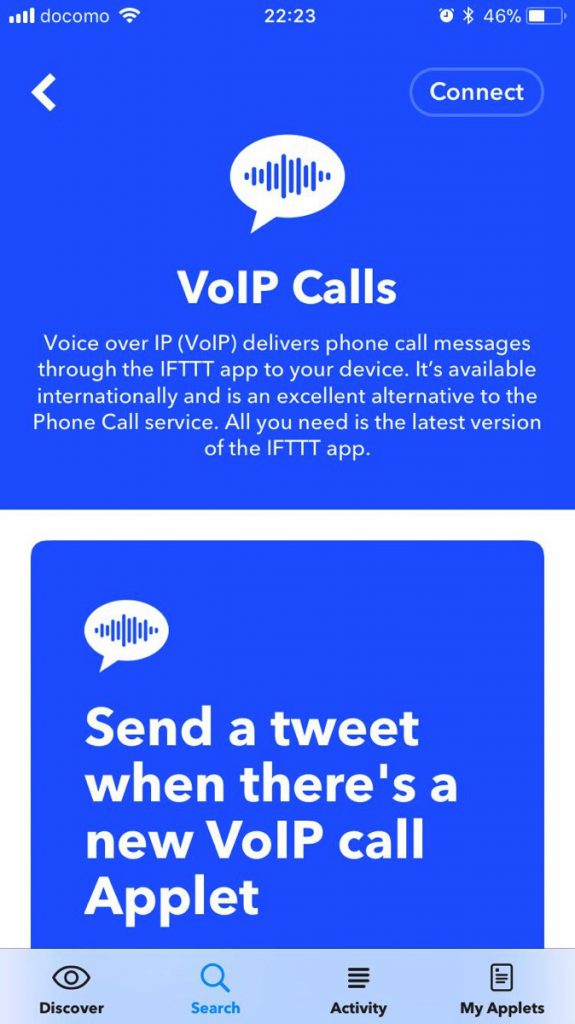 docomo 22:23 46%
Connect
VoIP Calls
Voice over IP (VoIP) delivers phone call messages
through the IFTTT app to your device. It’s available
internationally and is an excellent alternative to the
Phone Call service. All you need is the latest version
of the IFTTT app.
Send a tweet
when there's a
new VoIP call
Applet
Discover Search Activity My Applets